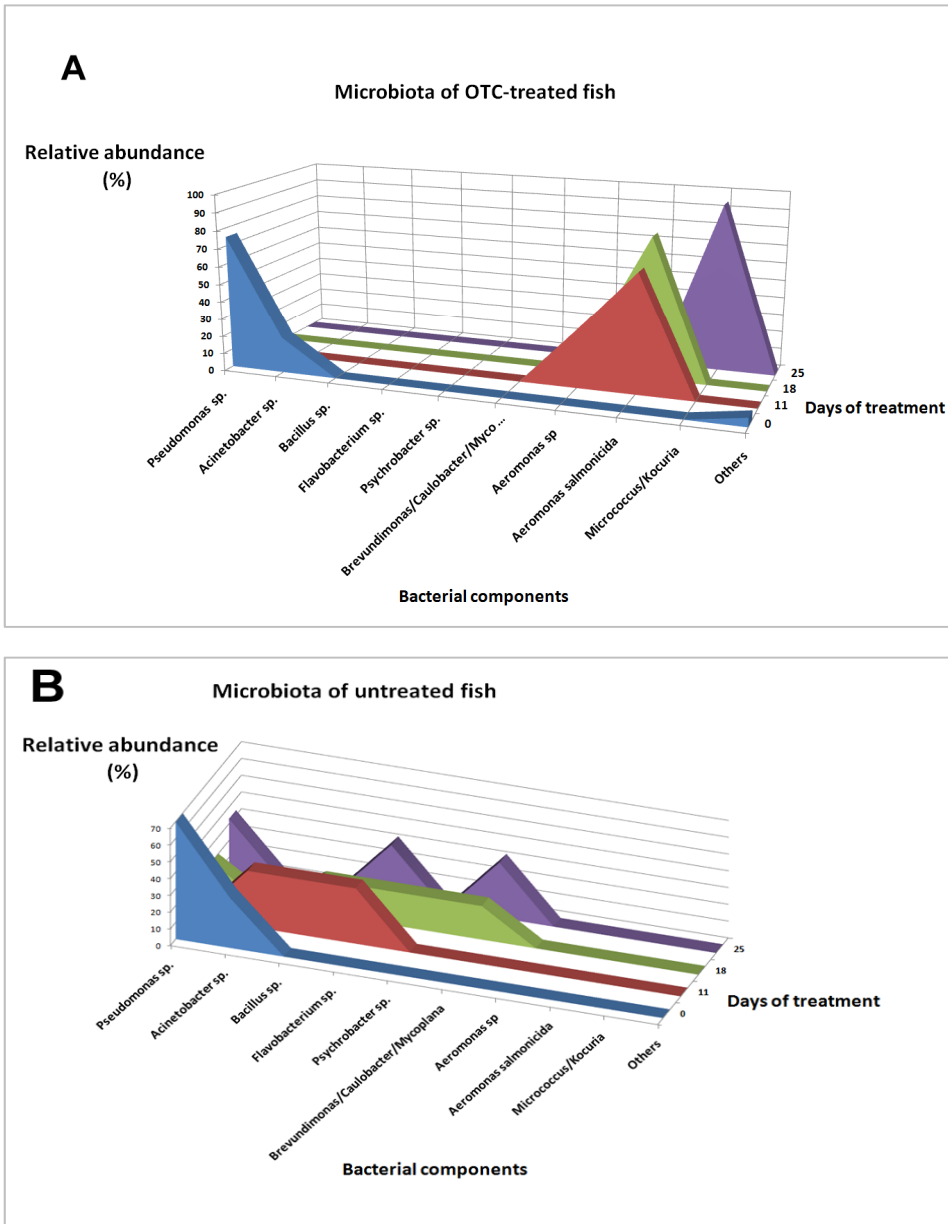 A
Microbiota of OTC-treated fish
Relative abundance
(%)
100
90
80
70
60
50
40
30
20
10
0
Pseudomonas sp.
Acinetobacter sp.
Bacillus sp.
Flavobacterium sp.
Psychrobacter sp.
Brevundimonas/Caulobacter/Myco ...
Aeromonas sp
Aeromonas salmonicida
Micrococcus/Kocuria
Others
25
18
11
0
Days of treatment
Bacterial components
B
Microbiota of untreated fish
Relative abundance
(%)
70
60
50
40
30
20
10
0
Pseudomonas sp.
Acinetobacter sp.
Bacillus sp.
Flavobacterium sp.
Psychrobacter sp.
Brevundimonas/Caulobacter/Mycoplana
Aeromonas sp
Aeromonas salmonicida
Micrococcus/Kocuria
Others
25
18
11
0
Days of treatment
Bacterial components